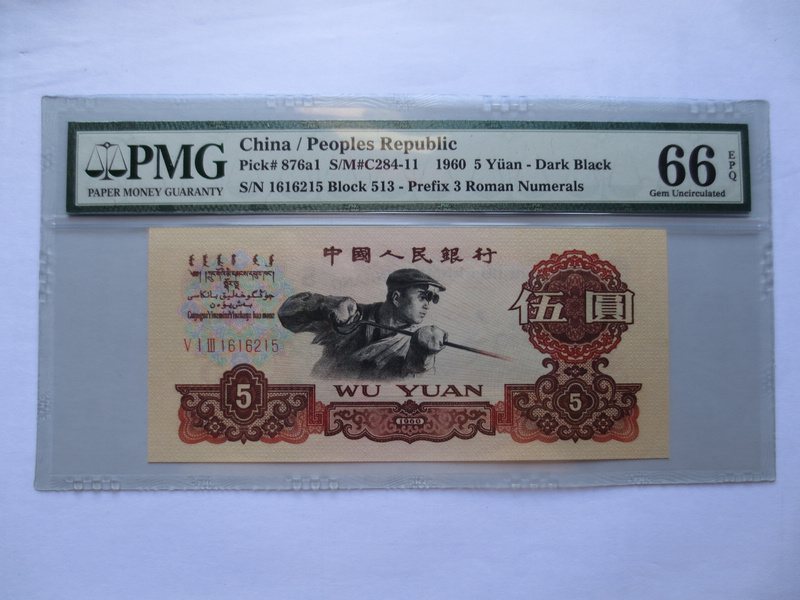 PMG
PAPER MONEY GUARANTY
China / Peoples Republic
Pick# 876a1 S/M#C284-11 1960 5 Yüan - Dark Black
S/N 1616215 Block 513 - Prefix 3 Roman Numerals
66 EPQ
Gem Uncirculated
中國人民銀行
伍圓
V I III 1616215
WU YUAN
5
5
1960